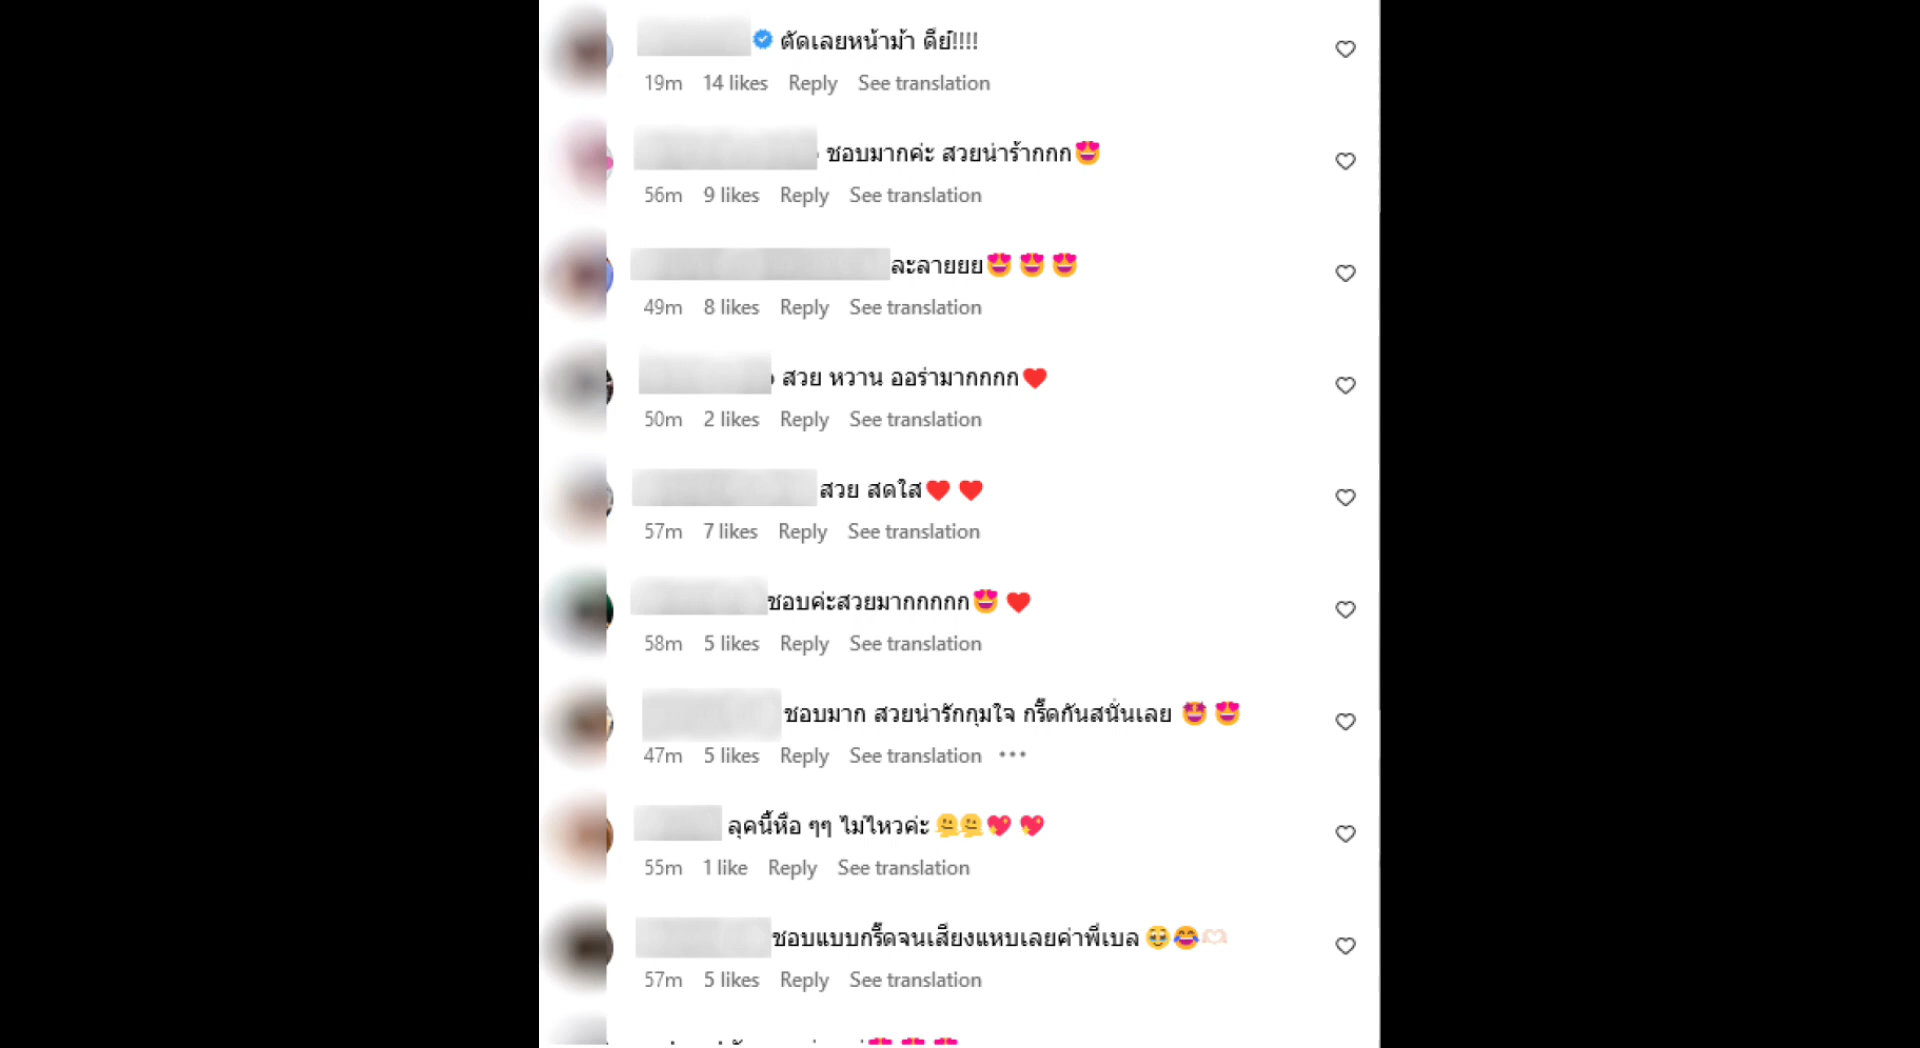 ตัดเลยหน้าม้า ดีย์!!!!
19m 14 likes Reply See translation
ชอบมากค่ะ สวยน่าร้ากกก😍
56m 9 likes Reply See translation
ละลายยย😍😍😍
49m 8 likes Reply See translation
สวย หวาน ออร่ามากกกก❤️
50m 2 likes Reply See translation
สวย สดใส❤️❤️
57m 7 likes Reply See translation
ชอบค่ะสวยมากกกกก😍❤️
58m 5 likes Reply See translation
ชอบมาก สวยน่ารักกุมใจ กรี๊ดกันสนั่นเลย 🤩😍
47m 5 likes Reply See translation •••
ลุคนี้หือ ๆๆ ไม่ไหวค่ะ 🫠🫠💖💖
55m 1 like Reply See translation
ชอบแบบกรี๊ดจนเสียงแหบเลยค่าพี่เบล 🥹😂🫶🏻
57m 5 likes Reply See translation